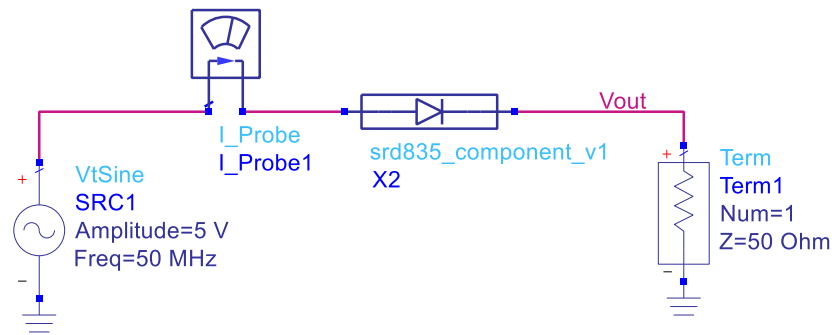 I_Probe
I_Probe1
VtSine
SRC1
Amplitude=5 V
Freq=50 MHz
srd835_component_v1
X2
Vout
Term
Term1
Num=1
Z=50 Ohm
+
−
+
−